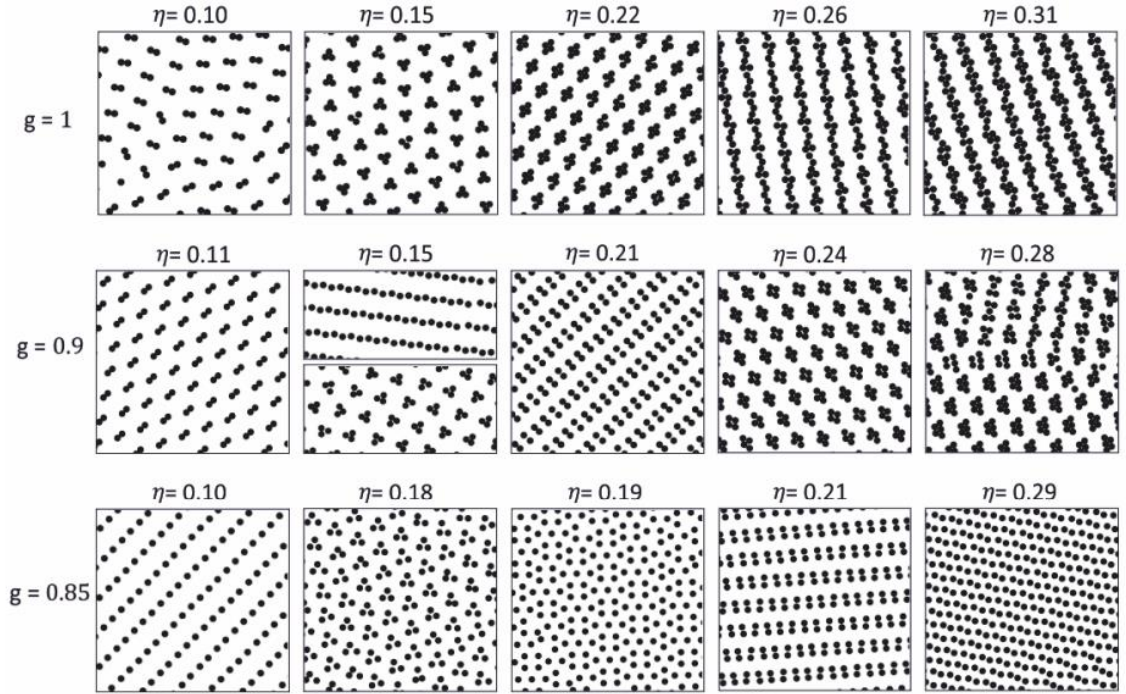 η= 0.10 η= 0.15 η= 0.22 η= 0.26 η= 0.31
g = 1
η= 0.11 η= 0.15 η= 0.21 η= 0.24 η= 0.28
g = 0.9
η= 0.10 η= 0.18 η= 0.19 η= 0.21 η= 0.29
g = 0.85